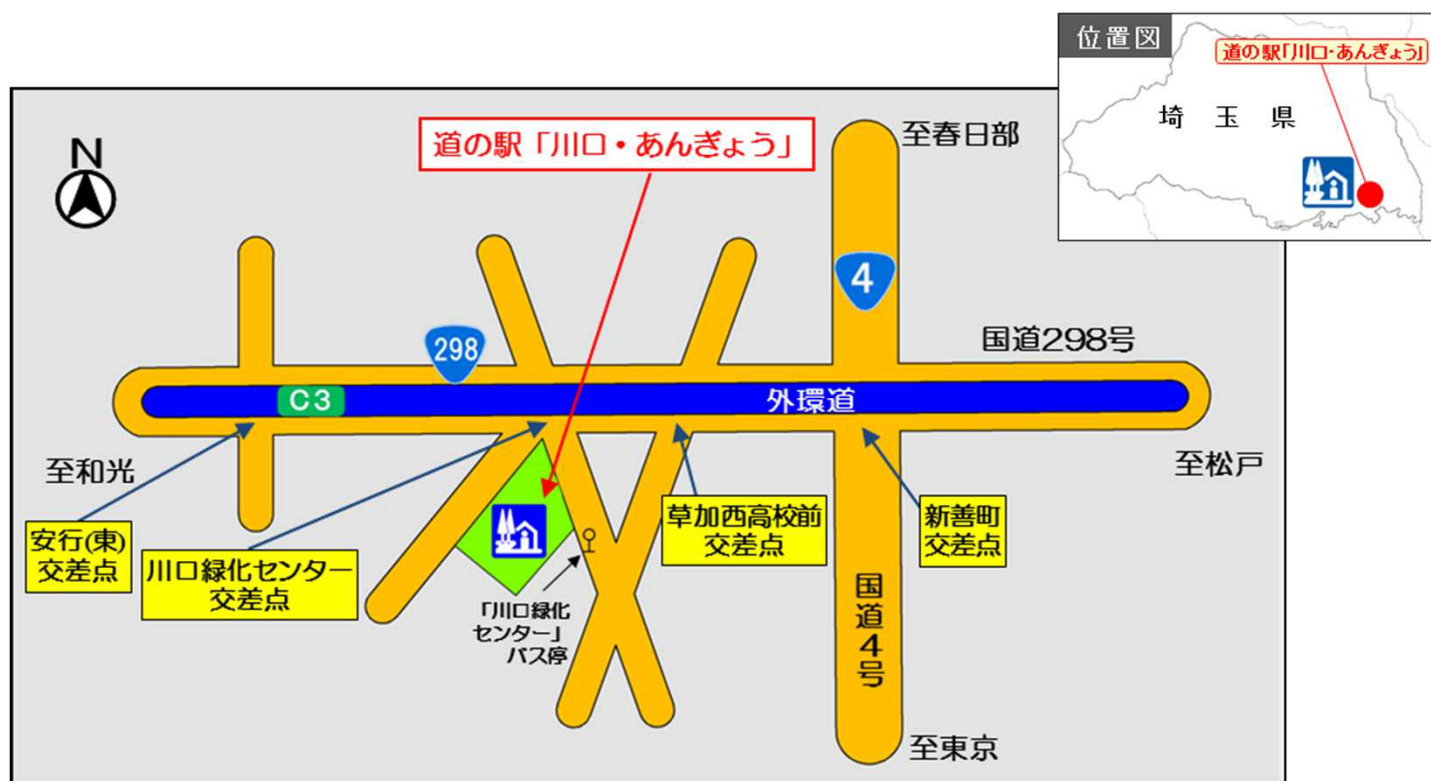 位置図
道の駅「川口・あんぎょう」
埼玉県
N
道の駅「川口・あんぎょう」
至春日部
4
298
国道298号
C3
外環道
至和光
至松戸
安行(東)
交差点
川口緑化センター
交差点
「川口緑化
センター」
バス停
草加西高校前
交差点
新善町
交差点
国道4号
至東京